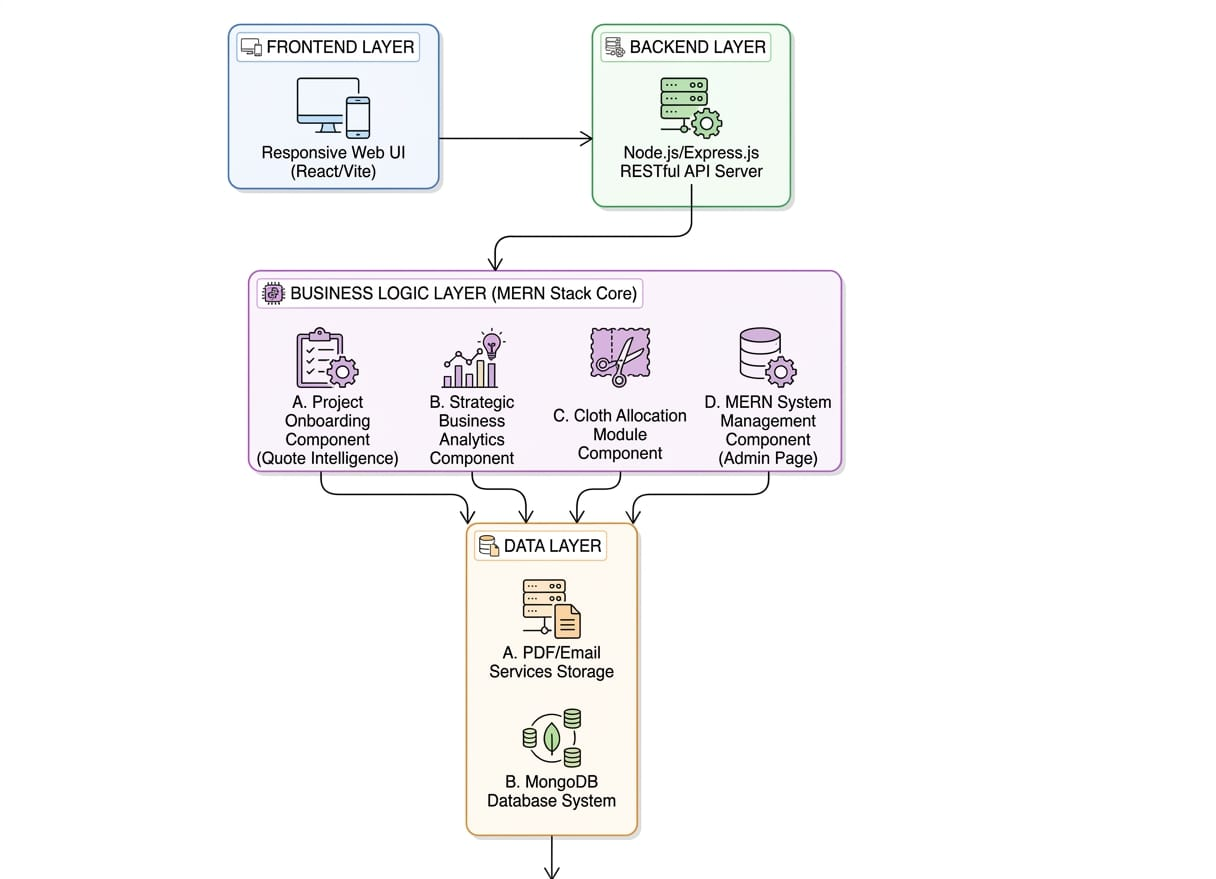 FRONTEND LAYER
Responsive Web UI
(React/Vite)
BACKEND LAYER
Node.js/Express.js
RESTful API Server
BUSINESS LOGIC LAYER (MERN Stack Core)
A. Project
Onboarding
Component
(Quote Intelligence)
B. Strategic
Business
Analytics
Component
C. Cloth Allocation
Module
Component
D. MERN System
Management
Component
(Admin Page)
DATA LAYER
A. PDF/Email
Services Storage
B. MongoDB
Database System